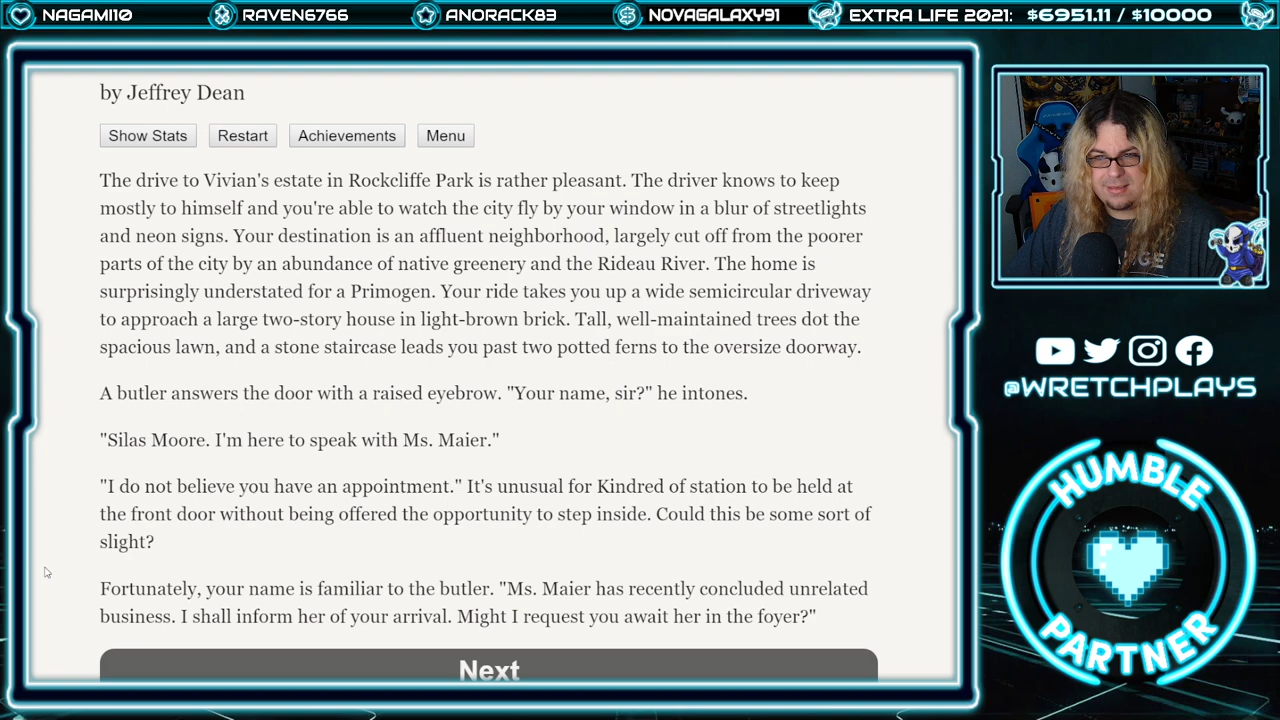 NAGAMI10 RAVEN6766 ANORACK83 NOVAGALAXY91 EXTRA LIFE 2021: $6951.11 / $10000
by Jeffrey Dean
Show Stats Restart Achievements Menu
The drive to Vivian's estate in Rockcliffe Park is rather pleasant. The driver knows to keep
mostly to himself and you're able to watch the city fly by your window in a blur of streetlights
and neon signs. Your destination is an affluent neighborhood, largely cut off from the poorer
parts of the city by an abundance of native greenery and the Rideau River. The home is
surprisingly understated for a Primogen. Your ride takes you up a wide semicircular driveway
to approach a large two-story house in light-brown brick. Tall, well-maintained trees dot the
spacious lawn, and a stone staircase leads you past two potted ferns to the oversize doorway.
A butler answers the door with a raised eyebrow. "Your name, sir?" he intones.
"Silas Moore. I'm here to speak with Ms. Maier."
"I do not believe you have an appointment." It's unusual for Kindred of station to be held at
the front door without being offered the opportunity to step inside. Could this be some sort of
slight?
Fortunately, your name is familiar to the butler. "Ms. Maier has recently concluded unrelated
business. I shall inform her of your arrival. Might I request you await her in the foyer?"
Next
@WRETCHPLAYS
HUMBLE
PARTNER